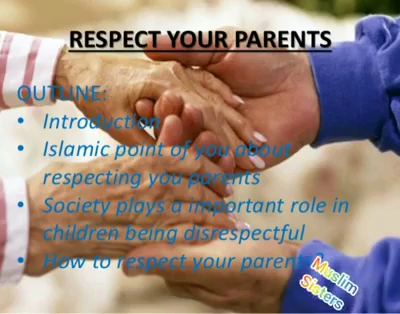 RESPECT YOUR PARENTS
OUTLINE:
• Introduction
• Islamic point of you about
respecting you parents
• Society plays a important role in
children being disrespectful
• How to respect your parents
Muslim
Sisters